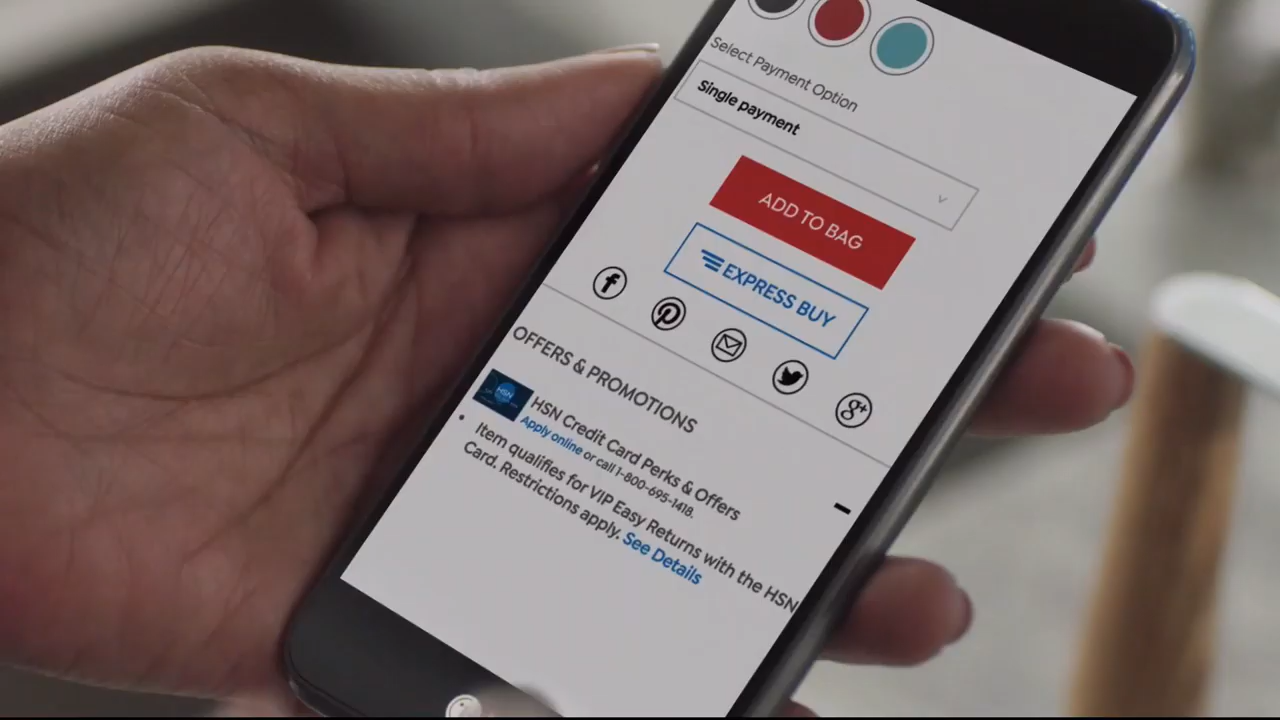 Select Payment Option
Single payment
ADD TO BAG
EXPRESS BUY
OFFERS & PROMOTIONS
HSN
HSN Credit Card Perks & Offers
Apply online or call 1-800-695-1418.
Item qualifies for VIP Easy Returns with the HSN
Card. Restrictions apply. See Details